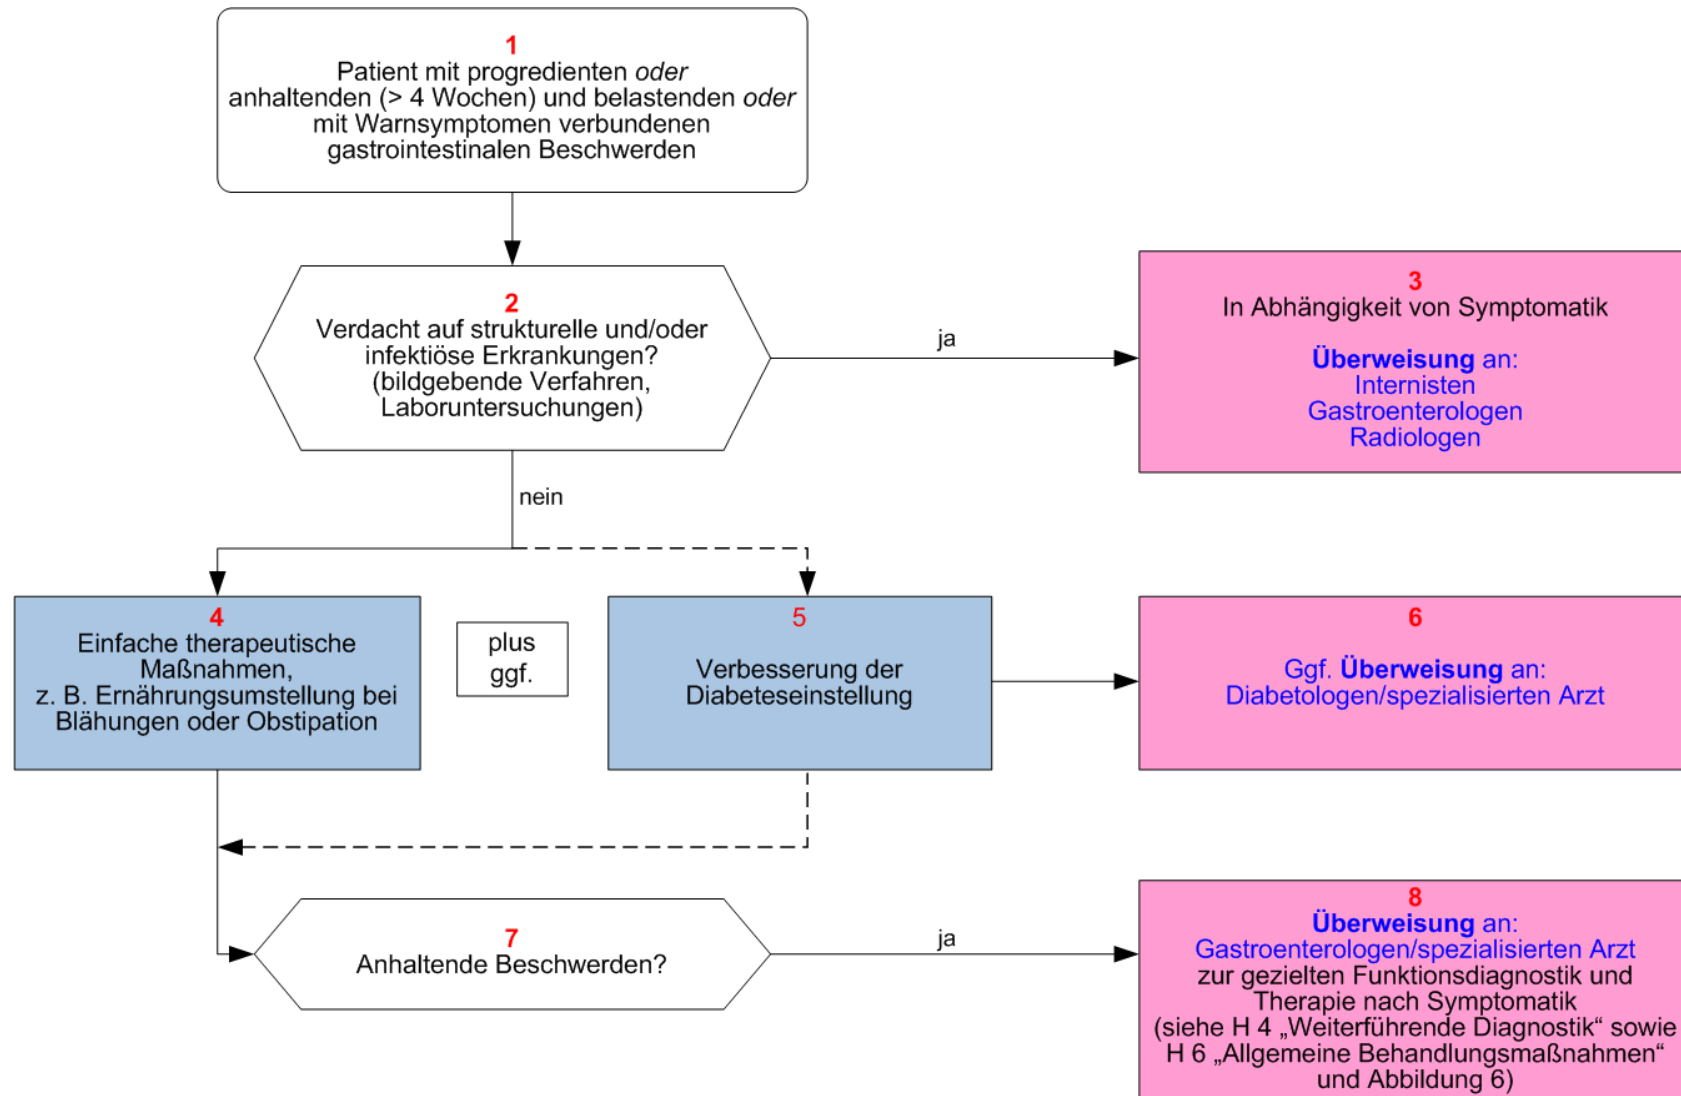 1
Patient mit progredienten oder
anhaltenden (> 4 Wochen) und belastenden oder
mit Warnsymptomen verbundenen
gastrointestinalen Beschwerden
2
Verdacht auf strukturelle und/oder
infektiöse Erkrankungen?
(bildgebende Verfahren,
Laboruntersuchungen)
ja
3
In Abhängigkeit von Symptomatik
Überweisung an:
Internisten
Gastroenterologen
Radiologen
nein
4
Einfache therapeutische
Maßnahmen,
z. B. Ernährungsumstellung bei
Blähungen oder Obstipation
plus
ggf.
5
Verbesserung der
Diabeteseinstellung
6
Ggf. Überweisung an:
Diabetologen/spezialisierten Arzt
7
Anhaltende Beschwerden?
ja
8
Überweisung an:
Gastroenterologen/spezialisierten Arzt
zur gezielten Funktionsdiagnostik und
Therapie nach Symptomatik
(siehe H 4 „Weiterführende Diagnostik“ sowie
H 6 „Allgemeine Behandlungsmaßnahmen“
und Abbildung 6)